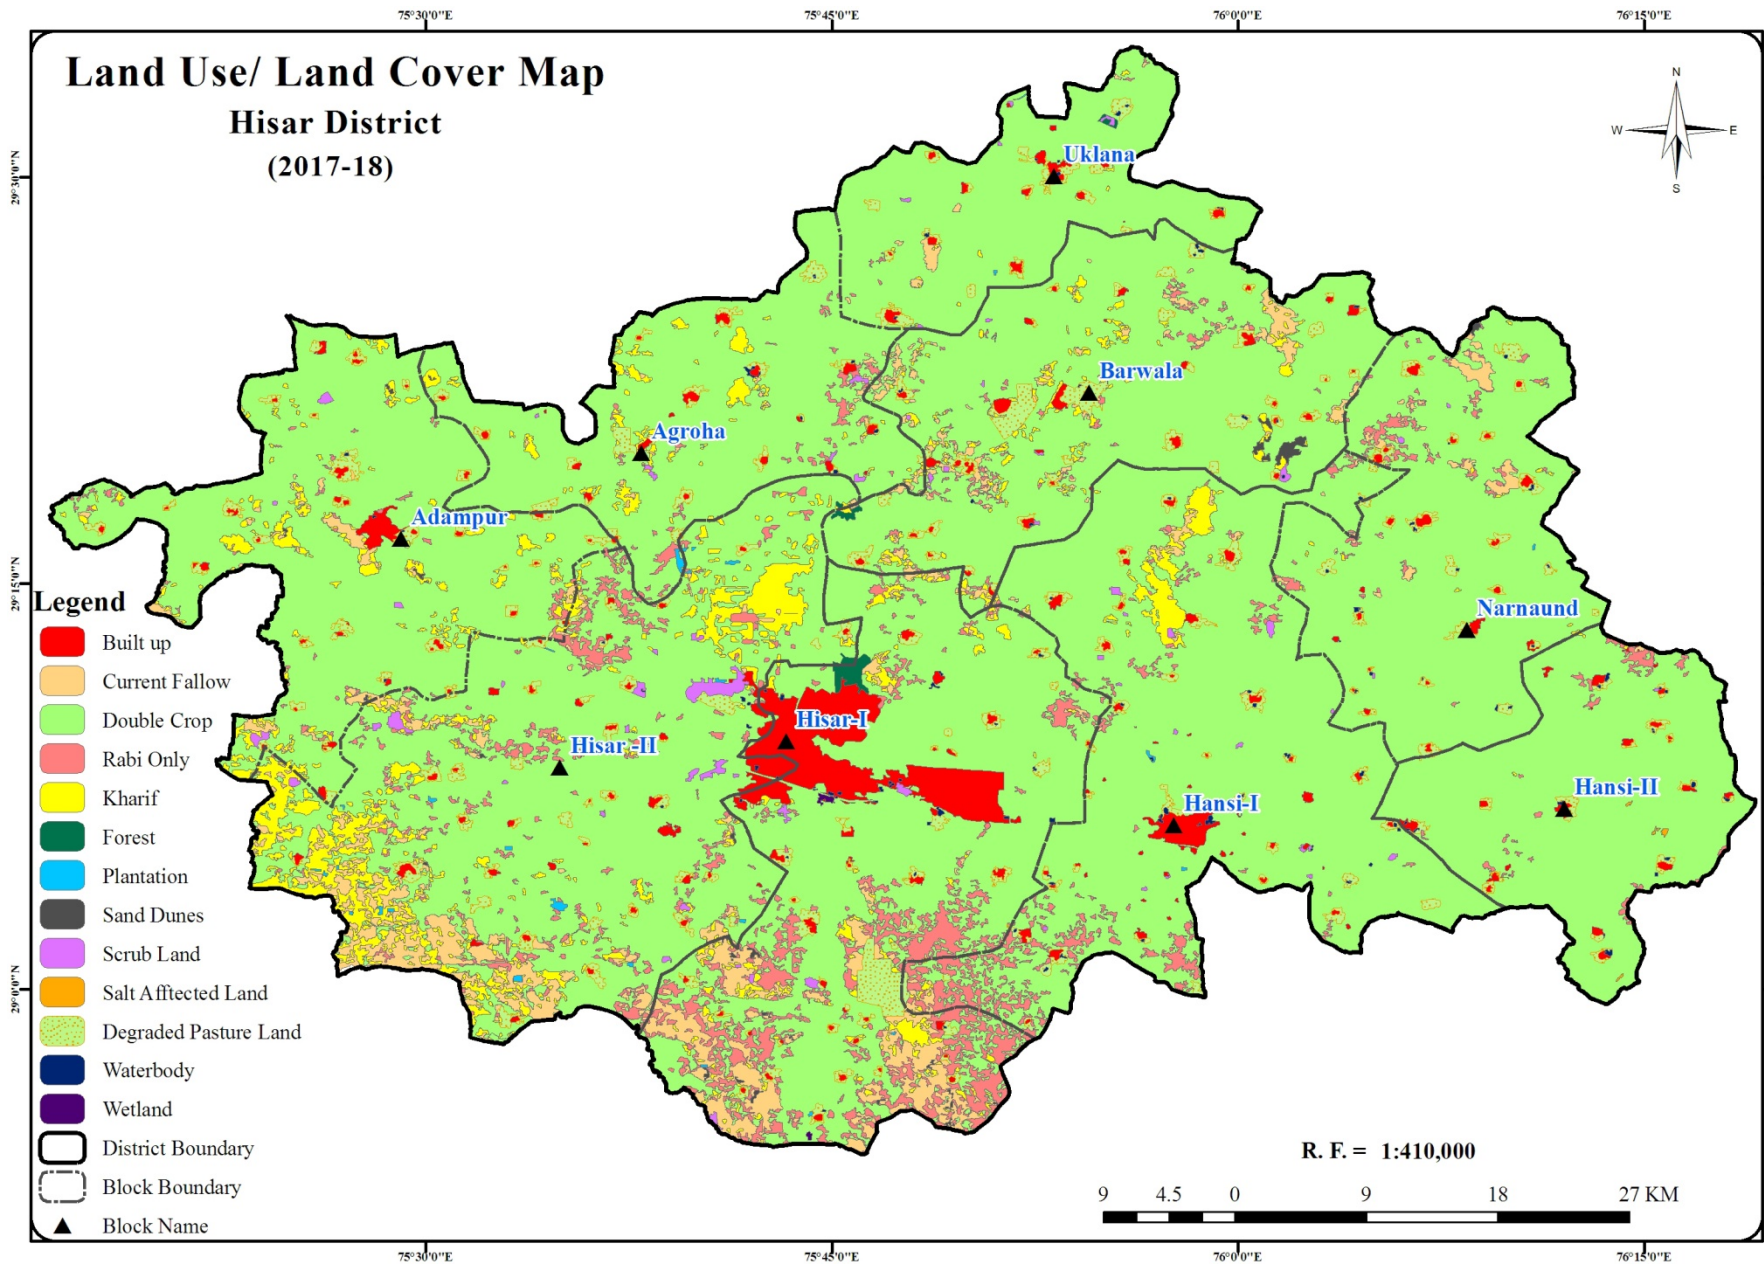 75°30'0"E 75°45'0"E 76°0'0"E 76°15'0"E
Land Use/ Land Cover Map
Hisar District
(2017-18)
N
W E
S
29°30'0"N
29°15'0"N
29°0'0"N
Uklana
Barwala
Agroha
Adampur
Narnaund
Hisar-I
Hisar -II
Hansi-I
Hansi-II
Legend
Built up
Current Fallow
Double Crop
Rabi Only
Kharif
Forest
Plantation
Sand Dunes
Scrub Land
Salt Afftected Land
Degraded Pasture Land
Waterbody
Wetland
District Boundary
Block Boundary
Block Name
R. F. = 1:410,000
9 4.5 0 9 18 27 KM
75°30'0"E 75°45'0"E 76°0'0"E 76°15'0"E